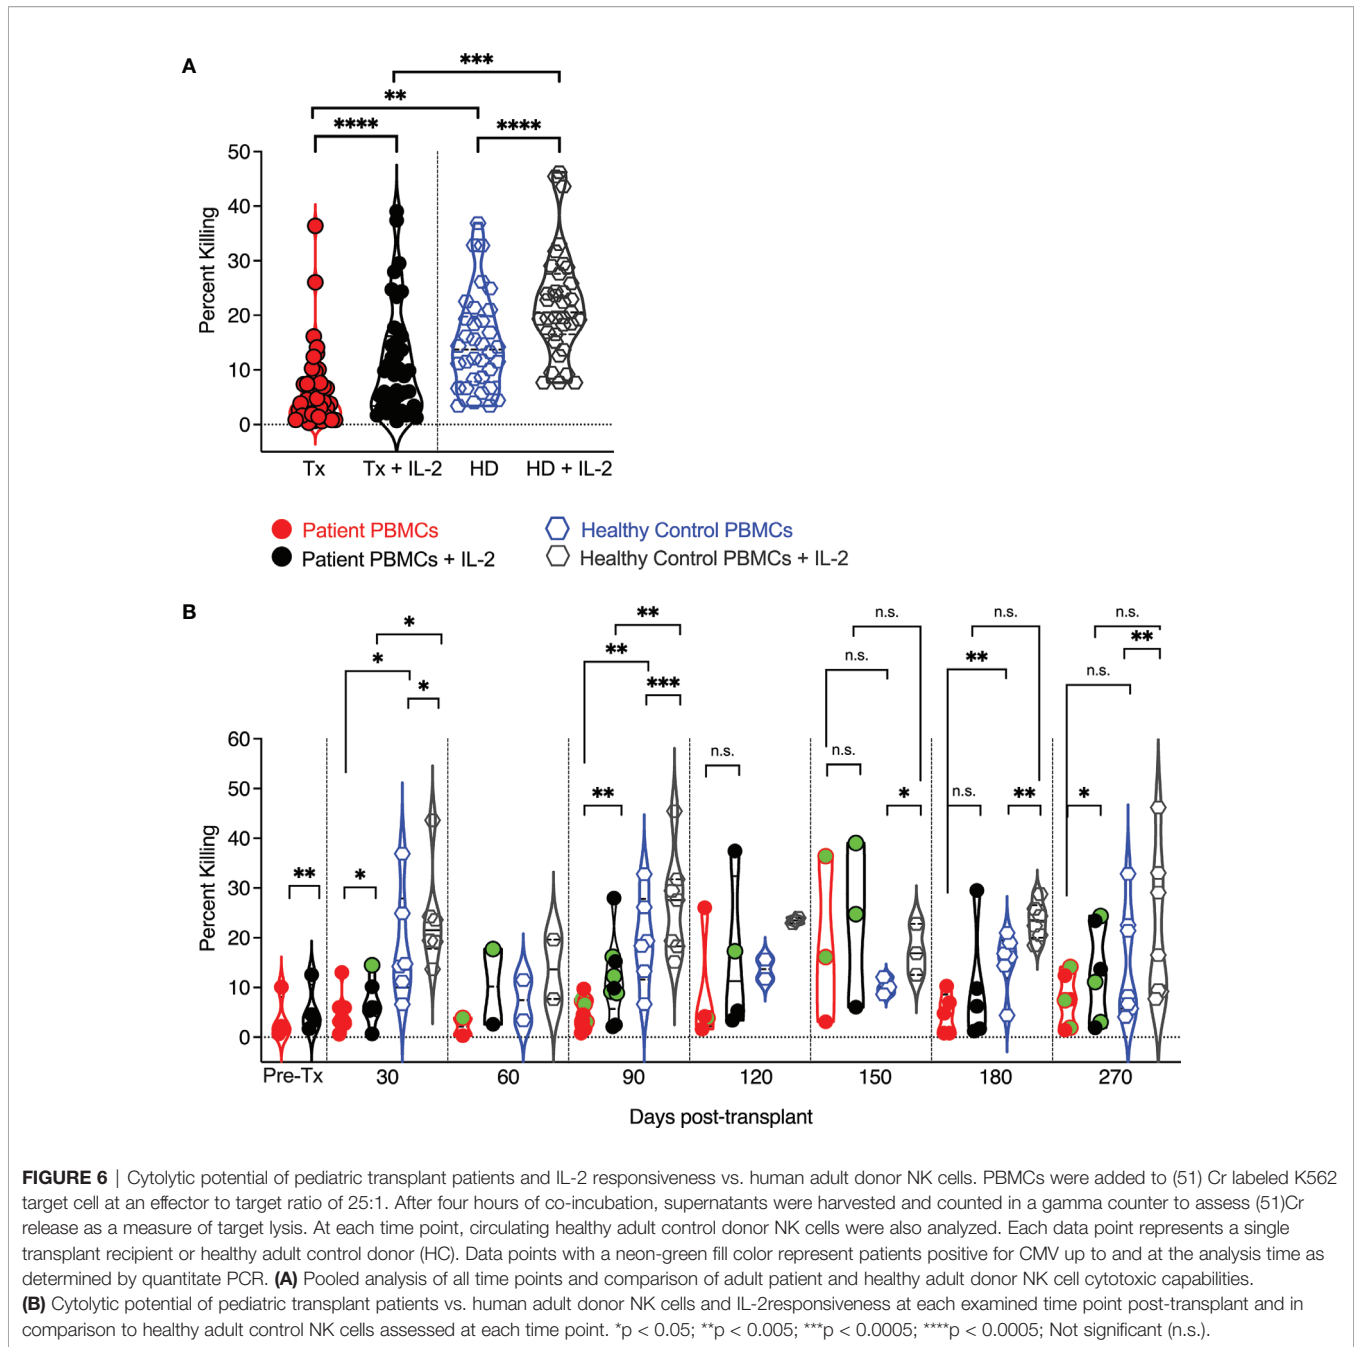 A
***
**
****
****
50
40
30
20
10
0
Percent Killing
Tx
Tx + IL-2
HD
HD + IL-2
Patient PBMCs
Healthy Control PBMCs
Patient PBMCs + IL-2
Healthy Control PBMCs + IL-2
B
n.s.
n.s.
n.s.
**
*
**
**
n.s.
**
*
n.s.
***
*
n.s.
n.s.
60
50
40
30
20
10
0
Percent Killing
**
*
**
*
n.s.
**
*
Pre-Tx
30
60
90
120
150
180
270
Days post-transplant
FIGURE 6 | Cytolytic potential of pediatric transplant patients and IL-2 responsiveness vs. human adult donor NK cells. PBMCs were added to (51) Cr labeled K562
target cell at an effector to target ratio of 25:1. After four hours of co-incubation, supernatants were harvested and counted in a gamma counter to assess (51)Cr
release as a measure of target lysis. At each time point, circulating healthy adult control donor NK cells were also analyzed. Each data point represents a single
transplant recipient or healthy adult control donor (HC). Data points with a neon-green fill color represent patients positive for CMV up to and at the analysis time as
determined by quantitate PCR. (A) Pooled analysis of all time points and comparison of adult patient and healthy adult donor NK cell cytotoxic capabilities.
(B) Cytolytic potential of pediatric transplant patients vs. human adult donor NK cells and IL-2responsiveness at each examined time point post-transplant and in
comparison to healthy adult control NK cells assessed at each time point. *p < 0.05; **p < 0.005; ***p < 0.0005; ****p < 0.0005; Not significant (n.s.).